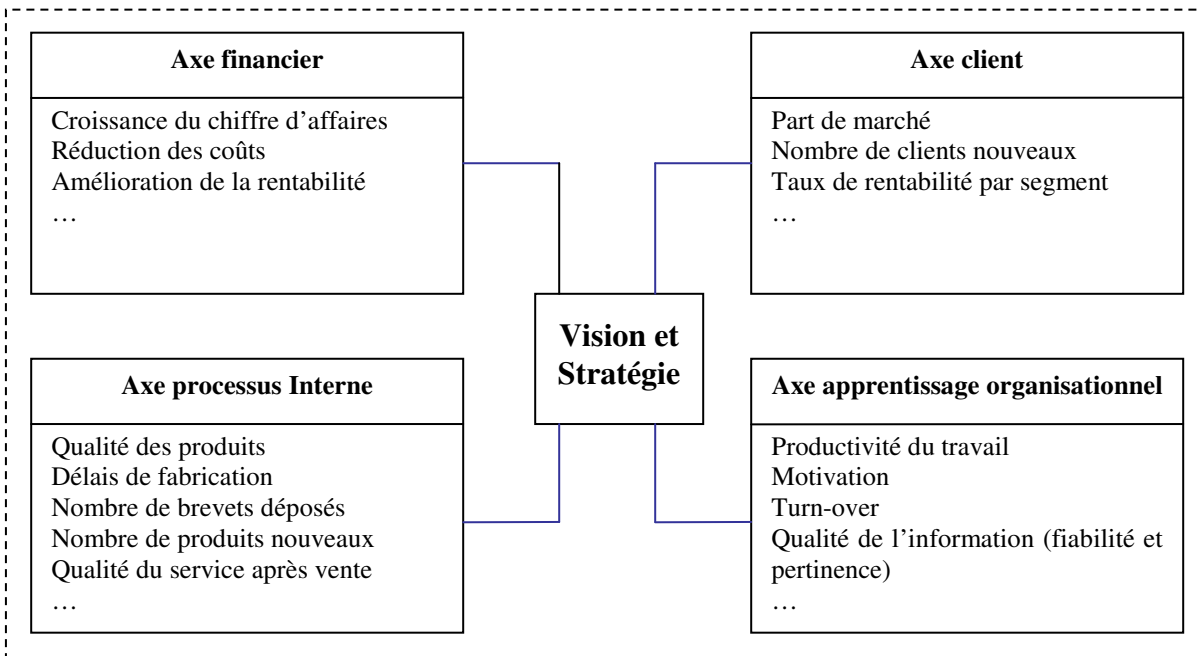 Axe financier
Croissance du chiffre d’affaires
Réduction des coûts
Amélioration de la rentabilité
…
Axe client
Part de marché
Nombre de clients nouveaux
Taux de rentabilité par segment
…
Vision et
Stratégie
Axe processus Interne
Qualité des produits
Délais de fabrication
Nombre de brevets déposés
Nombre de produits nouveaux
Qualité du service après vente
…
Axe apprentissage organisationnel
Productivité du travail
Motivation
Turn-over
Qualité de l’information (fiabilité et
pertinence)
…